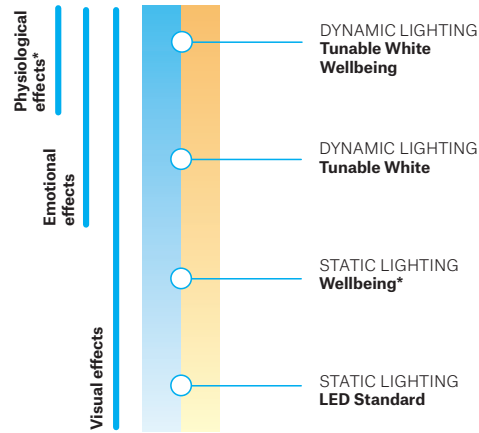 Physiological
effects*
Emotional
effects
Visual effects
DYNAMIC LIGHTING
Tunable White
Wellbeing
DYNAMIC LIGHTING
Tunable White
STATIC LIGHTING
Wellbeing*
STATIC LIGHTING
LED Standard